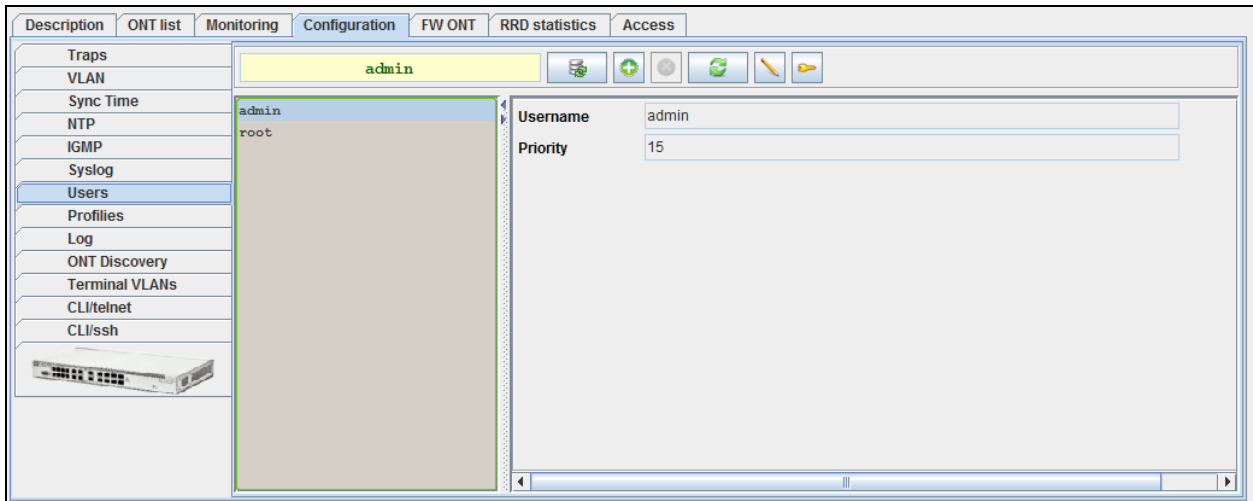 Description ONT list Monitoring Configuration FW ONT RRD statistics Access
Traps
VLAN
Sync Time
NTP
IGMP
Syslog
Users
Profilies
Log
ONT Discovery
Terminal VLANs
CLI/telnet
CLI/ssh
admin
admin
root
Username admin
Priority 15